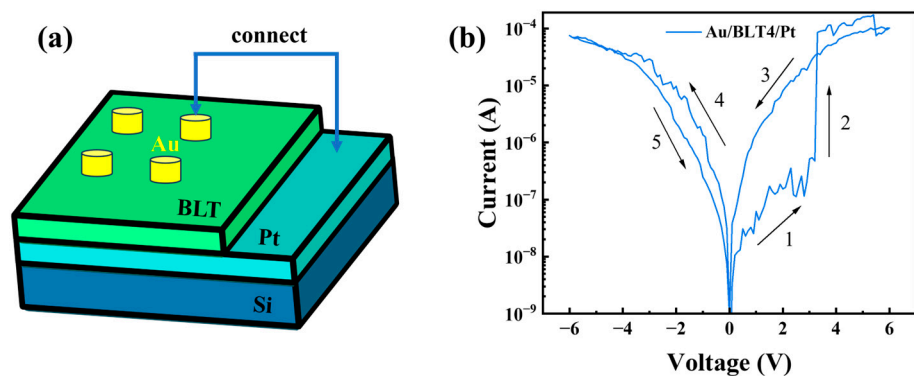 (a)
connect
Au
BLT
Pt
Si
(b)
Au/BLT4/Pt
Current (A)
10⁻⁴
10⁻⁵
10⁻⁶
10⁻⁷
10⁻⁸
10⁻⁹
3
4
2
5
1
−6 −4 −2 0 2 4 6
Voltage (V)